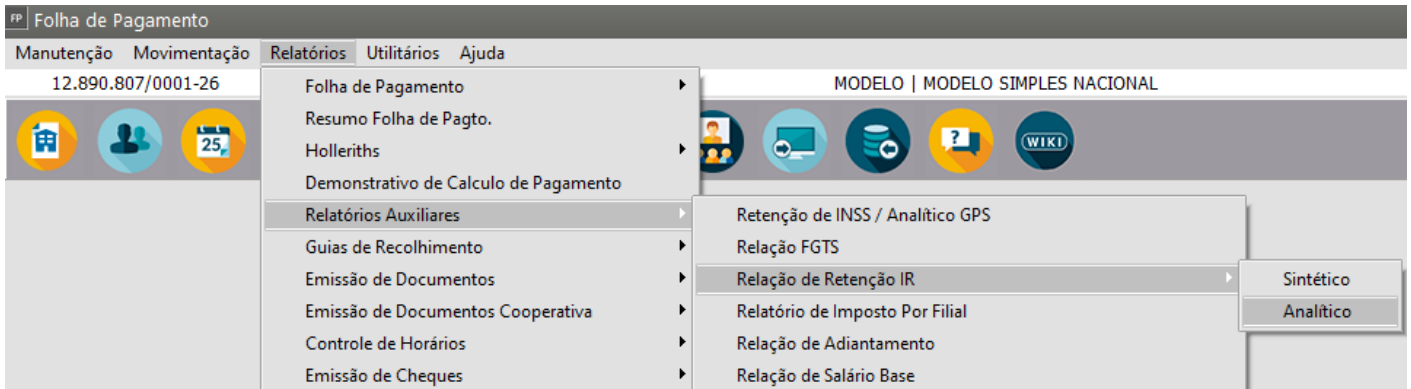 FP Folha de Pagamento
Manutenção Movimentação Relatórios Utilitários Ajuda
12.890.807/0001-26 MODELO | MODELO SIMPLES NACIONAL
25
?
WIKI
Folha de Pagamento
Resumo Folha de Pagto.
Holleriths
Demonstrativo de Calculo de Pagamento
Relatórios Auxiliares
Guias de Recolhimento
Emissão de Documentos
Emissão de Documentos Cooperativa
Controle de Horários
Emissão de Cheques
Retenção de INSS / Analítico GPS
Relação FGTS
Relação de Retenção IR
Relatório de Imposto Por Filial
Relação de Adiantamento
Relação de Salário Base
Sintético
Analítico